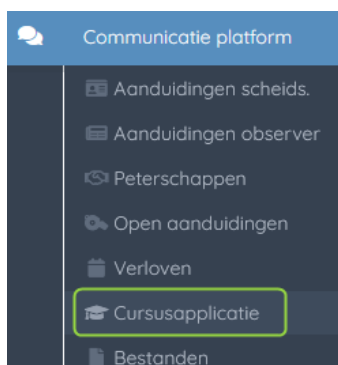 Communicatie platform
Aanduidingen scheids.
Aanduidingen observer
Peterschappen
Open aanduidingen
Verloven
Cursusapplicatie
Bestanden